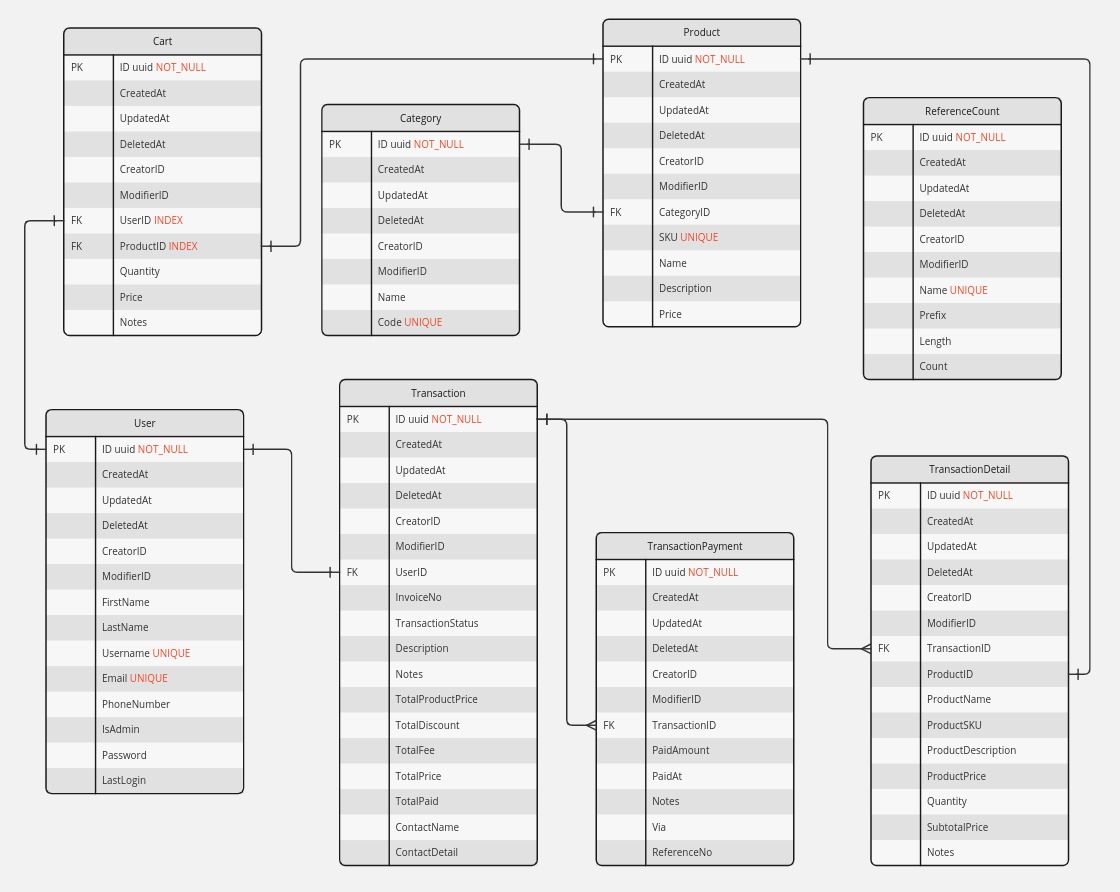 Cart
PK ID uuid NOT_NULL
CreatedAt
UpdatedAt
DeletedAt
CreatorID
ModifierID
FK UserID INDEX
FK ProductID INDEX
Quantity
Price
Notes
Category
PK ID uuid NOT_NULL
CreatedAt
UpdatedAt
DeletedAt
CreatorID
ModifierID
Name
Code UNIQUE
Product
PK ID uuid NOT_NULL
CreatedAt
UpdatedAt
DeletedAt
CreatorID
ModifierID
FK CategoryID
SKU UNIQUE
Name
Description
Price
ReferenceCount
PK ID uuid NOT_NULL
CreatedAt
UpdatedAt
DeletedAt
CreatorID
ModifierID
Name UNIQUE
Prefix
Length
Count
User
PK ID uuid NOT_NULL
CreatedAt
UpdatedAt
DeletedAt
CreatorID
ModifierID
FirstName
LastName
Username UNIQUE
Email UNIQUE
PhoneNumber
IsAdmin
Password
LastLogin
Transaction
PK ID uuid NOT_NULL
CreatedAt
UpdatedAt
DeletedAt
CreatorID
ModifierID
FK UserID
InvoiceNo
TransactionStatus
Description
Notes
TotalProductPrice
TotalDiscount
TotalFee
TotalPrice
TotalPaid
ContactName
ContactDetail
TransactionPayment
PK ID uuid NOT_NULL
CreatedAt
UpdatedAt
DeletedAt
CreatorID
ModifierID
FK TransactionID
PaidAmount
PaidAt
Notes
Via
ReferenceNo
TransactionDetail
PK ID uuid NOT_NULL
CreatedAt
UpdatedAt
DeletedAt
CreatorID
ModifierID
FK TransactionID
ProductID
ProductName
ProductSKU
ProductDescription
ProductPrice
Quantity
SubtotalPrice
Notes